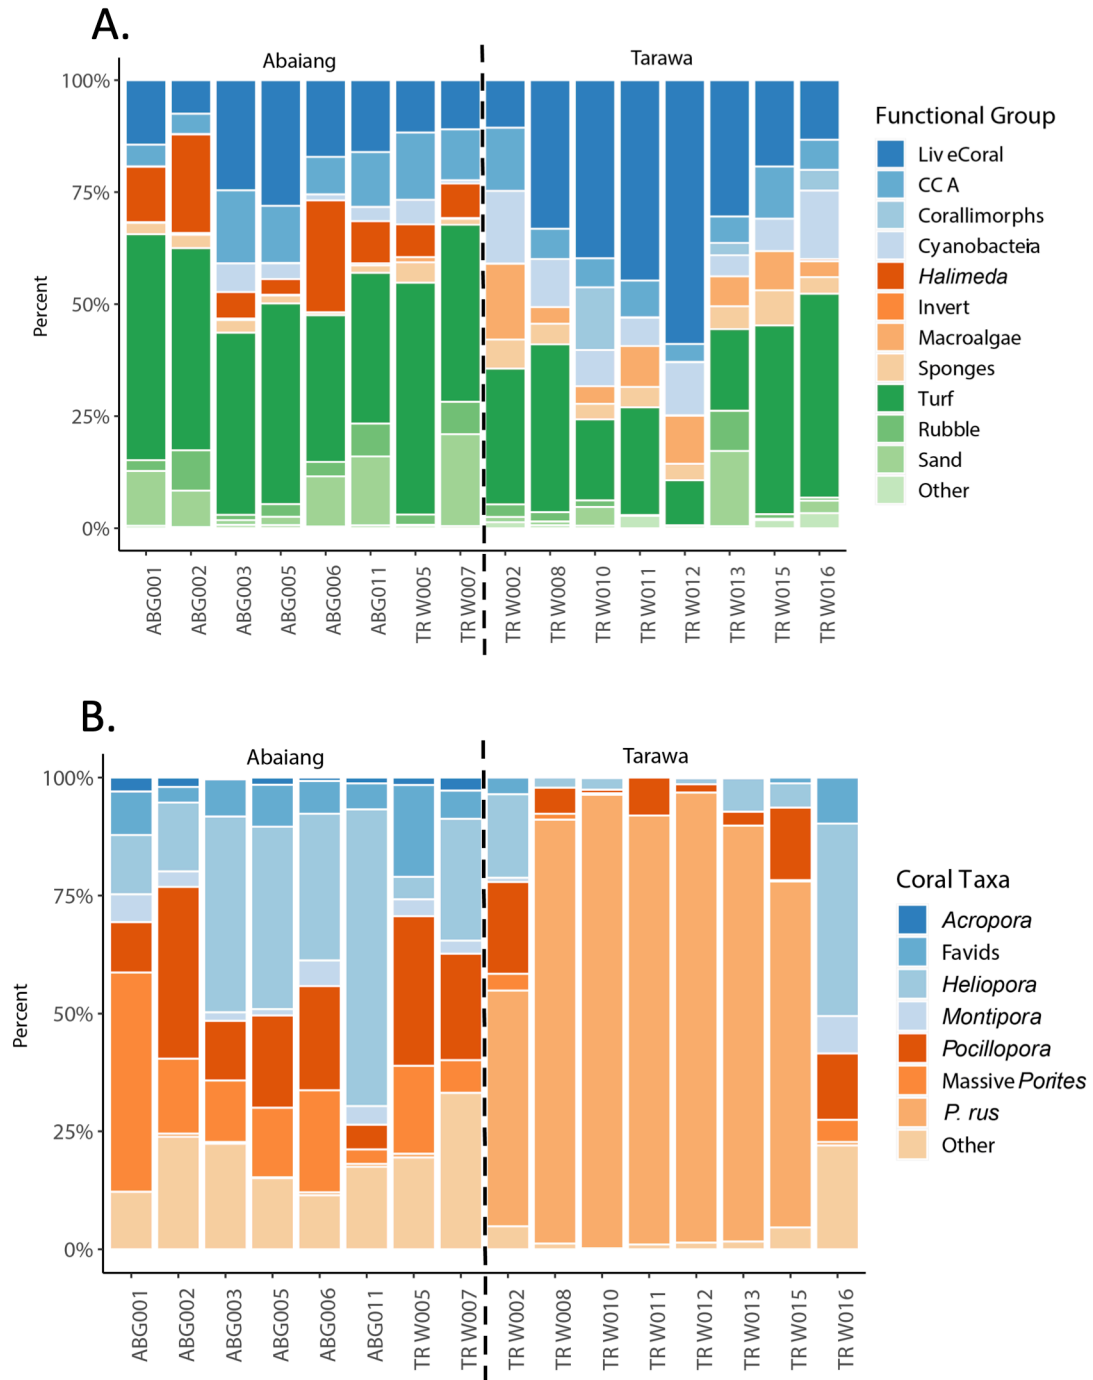 A.
Abaiang
Tarawa
100%
75%
50%
25%
0%
Percent
ABG001
ABG002
ABG003
ABG005
ABG006
ABG011
TR W005
TR W007
TR W002
TR W008
TR W010
TR W011
TR W012
TR W013
TR W015
TR W016
Functional Group
Liv eCoral
CC A
Corallimorphs
Cyanobacteia
Halimeda
Invert
Macroalgae
Sponges
Turf
Rubble
Sand
Other
B.
Abaiang
Tarawa
100%
75%
50%
25%
0%
Percent
ABG001
ABG002
ABG003
ABG005
ABG006
ABG011
TR W005
TR W007
TR W002
TR W008
TR W010
TR W011
TR W012
TR W013
TR W015
TR W016
Coral Taxa
Acropora
Favids
Heliopora
Montipora
Pocillopora
Massive Porites
P. rus
Other